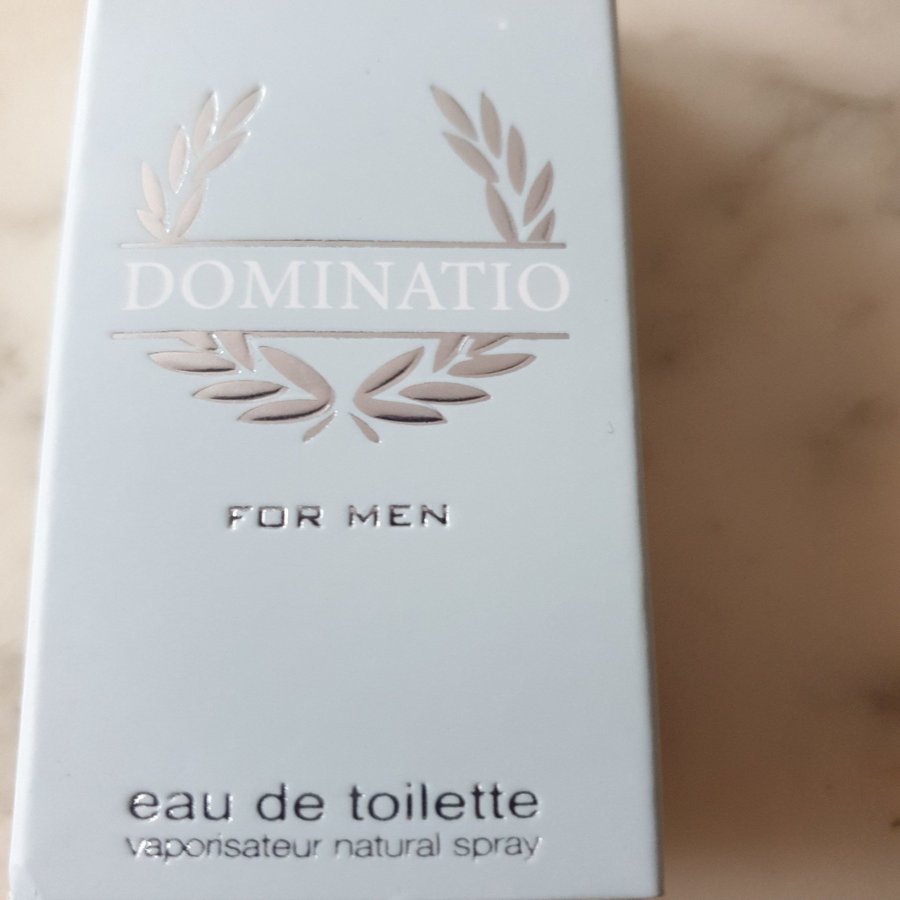 DOMINATIO
FOR MEN
eau de toilette
vaporisateur natural spray